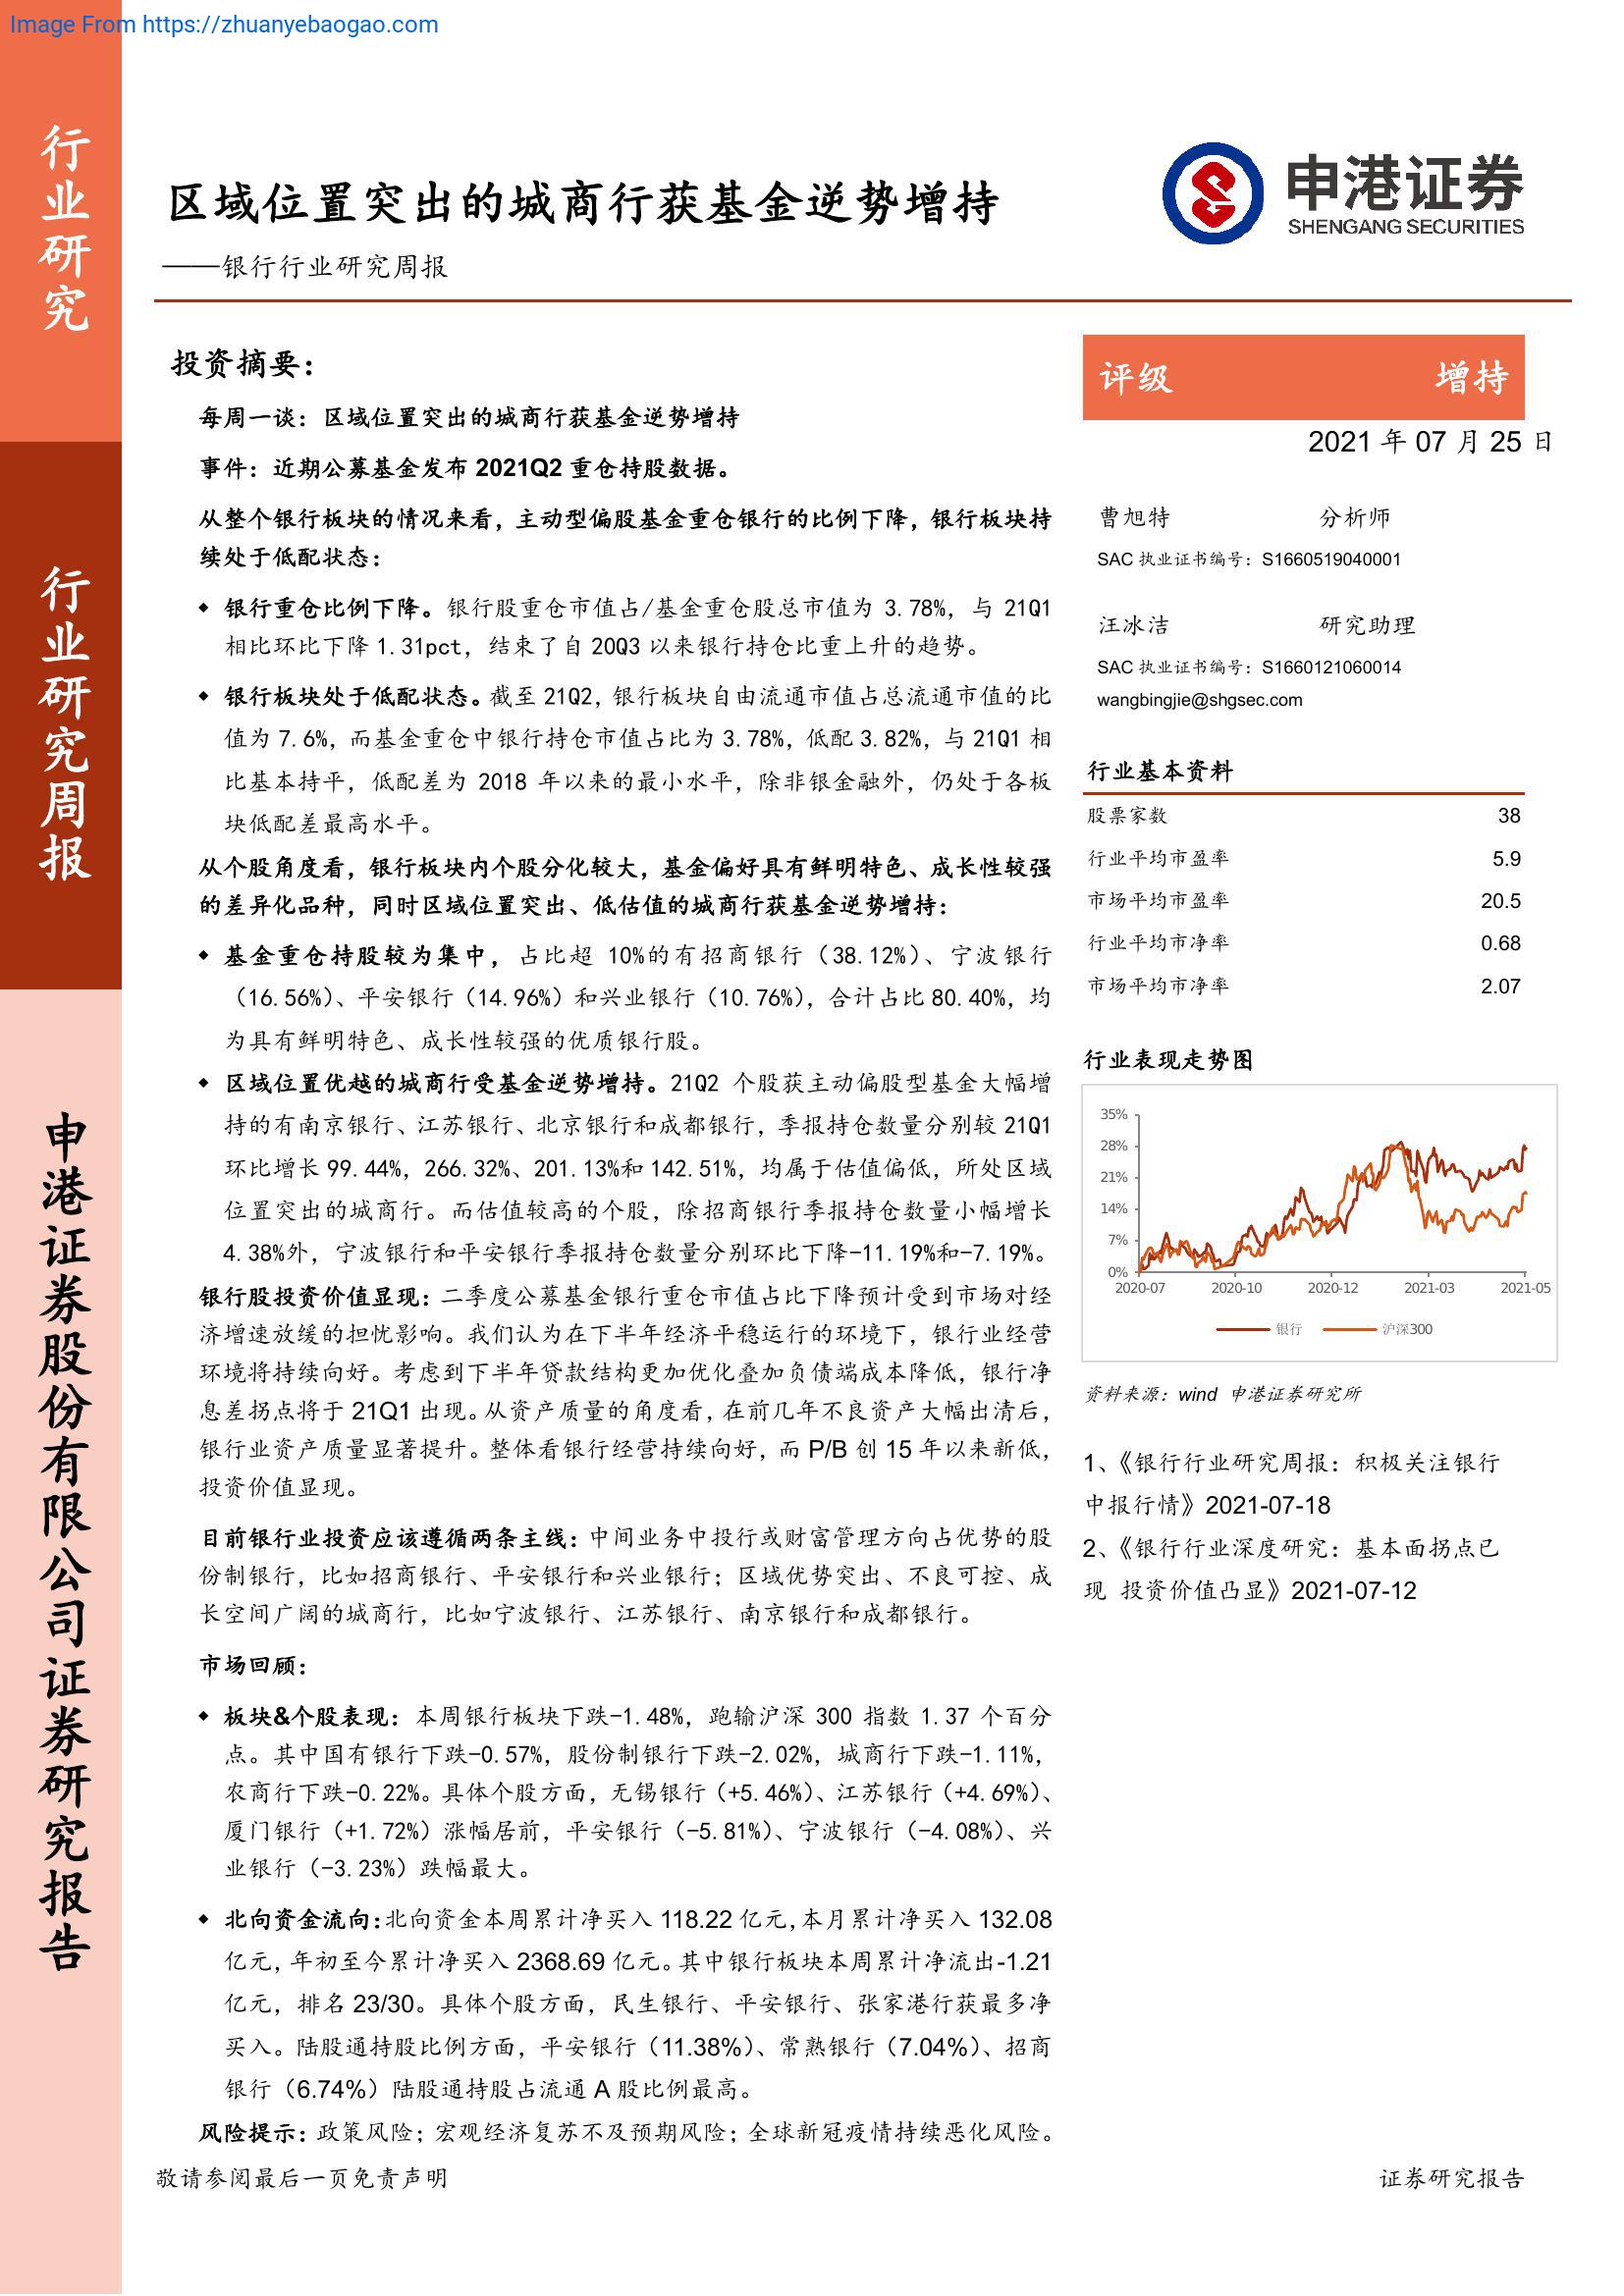 Image From https://zhuanyebaogao.com
行业研究
行业研究周报
申港证券股份有限公司证券研究报告
区域位置突出的城商行获基金逆势增持
——银行行业研究周报
申港证券
SHENGANG SECURITIES
投资摘要：
每周一谈：区域位置突出的城商行获基金逆势增持
事件：近期公募基金发布 2021Q2 重仓持股数据。
从整个银行板块的情况来看，主动型偏股基金重仓银行的比例下降，银行板块持
续处于低配状态：
◆ 银行重仓比例下降。银行股重仓市值占/基金重仓股总市值为 3.78%，与 21Q1
相比环比下降 1.31pct，结束了自 20Q3 以来银行持仓比重上升的趋势。
◆ 银行板块处于低配状态。截至 21Q2，银行板块自由流通市值占总流通市值的比
值为 7.6%，而基金重仓中银行持仓市值占比为 3.78%，低配 3.82%，与 21Q1 相
比基本持平，低配差为 2018 年以来的最小水平，除非银金融外，仍处于各板
块低配差最高水平。
从个股角度看，银行板块内个股分化较大，基金偏好具有鲜明特色、成长性较强
的差异化品种，同时区域位置突出、低估值的城商行获基金逆势增持：
◆ 基金重仓持股较为集中，占比超 10%的有招商银行（38.12%）、宁波银行
（16.56%）、平安银行（14.96%）和兴业银行（10.76%），合计占比 80.40%，均
为具有鲜明特色、成长性较强的优质银行股。
◆ 区域位置优越的城商行受基金逆势增持。21Q2 个股获主动偏股型基金大幅增
持的有南京银行、江苏银行、北京银行和成都银行，季报持仓数量分别较 21Q1
环比增长 99.44%，266.32%、201.13%和 142.51%，均属于估值偏低，所处区域
位置突出的城商行。而估值较高的个股，除招商银行季报持仓数量小幅增长
4.38%外，宁波银行和平安银行季报持仓数量分别环比下降-11.19%和-7.19%。
银行股投资价值显现：二季度公募基金银行重仓市值占比下降预计受到市场对经
济增速放缓的担忧影响。我们认为在下半年经济平稳运行的环境下，银行业经营
环境将持续向好。考虑到下半年贷款结构更加优化叠加负债端成本降低，银行净
息差拐点将于 21Q1 出现。从资产质量的角度看，在前几年不良资产大幅出清后，
银行业资产质量显著提升。整体看银行经营持续向好，而 P/B 创 15 年以来新低，
投资价值显现。
目前银行业投资应该遵循两条主线：中间业务中投行或财富管理方向占优势的股
份制银行，比如招商银行、平安银行和兴业银行；区域优势突出、不良可控、成
长空间广阔的城商行，比如宁波银行、江苏银行、南京银行和成都银行。
市场回顾：
◆ 板块&个股表现：本周银行板块下跌-1.48%，跑输沪深 300 指数 1.37 个百分
点。其中国有银行下跌-0.57%，股份制银行下跌-2.02%，城商行下跌-1.11%，
农商行下跌-0.22%。具体个股方面，无锡银行（+5.46%）、江苏银行（+4.69%）、
厦门银行（+1.72%）涨幅居前，平安银行（-5.81%）、宁波银行（-4.08%）、兴
业银行（-3.23%）跌幅最大。
◆ 北向资金流向：北向资金本周累计净买入 118.22 亿元，本月累计净买入 132.08
亿元，年初至今累计净买入 2368.69 亿元。其中银行板块本周累计净流出-1.21
亿元，排名 23/30。具体个股方面，民生银行、平安银行、张家港行获最多净
买入。陆股通持股比例方面，平安银行（11.38%）、常熟银行（7.04%）、招商
银行（6.74%）陆股通持股占流通 A 股比例最高。
风险提示：政策风险；宏观经济复苏不及预期风险；全球新冠疫情持续恶化风险。
评级 增持
2021 年 07 月 25 日
曹旭特 分析师
SAC 执业证书编号：S1660519040001
汪冰洁 研究助理
SAC 执业证书编号：S1660121060014
wangbingjie@shgsec.com
行业基本资料
股票家数 38
行业平均市盈率 5.9
市场平均市盈率 20.5
行业平均市净率 0.68
市场平均市净率 2.07
行业表现走势图
35%
28%
21%
14%
7%
0%
2020-07 2020-10 2020-12 2021-03 2021-05
银行 沪深300
资料来源：wind 申港证券研究所
1、《银行行业研究周报：积极关注银行
中报行情》2021-07-18
2、《银行行业深度研究：基本面拐点已
现 投资价值凸显》2021-07-12
敬请参阅最后一页免责声明 证券研究报告